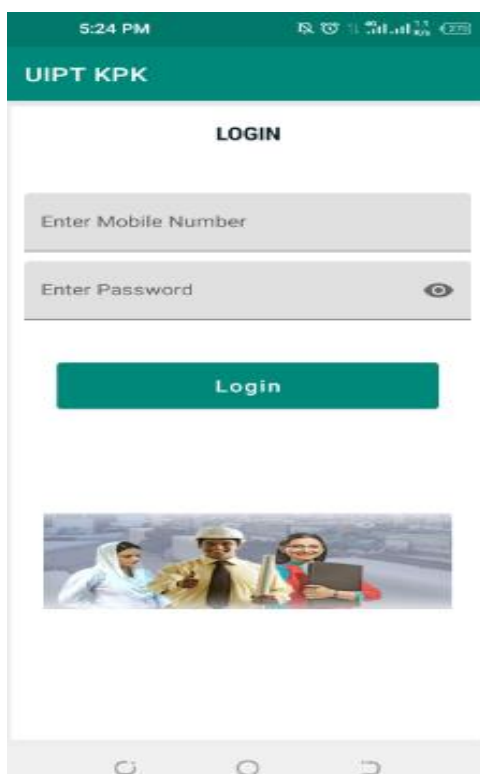 5:24 PM
UIPT KPK
LOGIN
Enter Mobile Number
Enter Password
Login